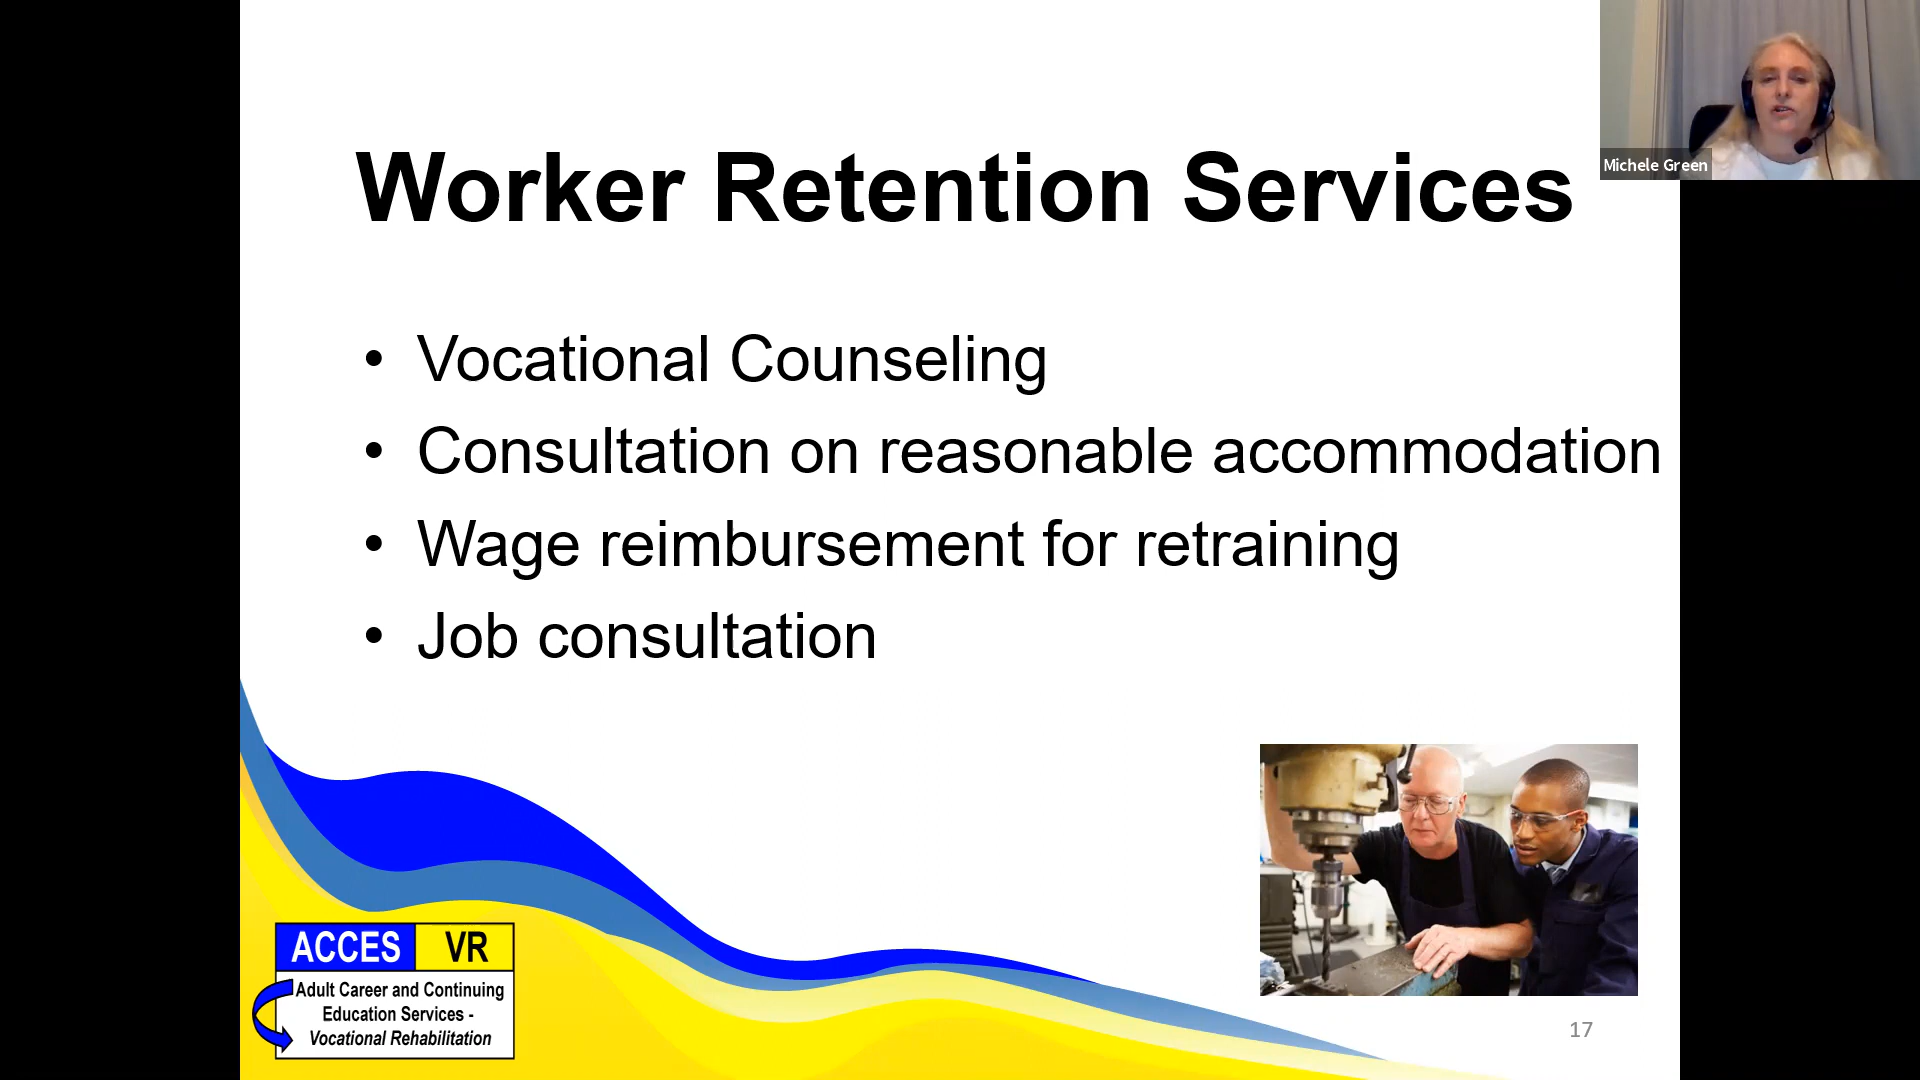 Worker Retention Services
Michele Green
• Vocational Counseling
• Consultation on reasonable accommodation
• Wage reimbursement for retraining
• Job consultation
ACCES VR
Adult Career and Continuing
Education Services -
Vocational Rehabilitation
17